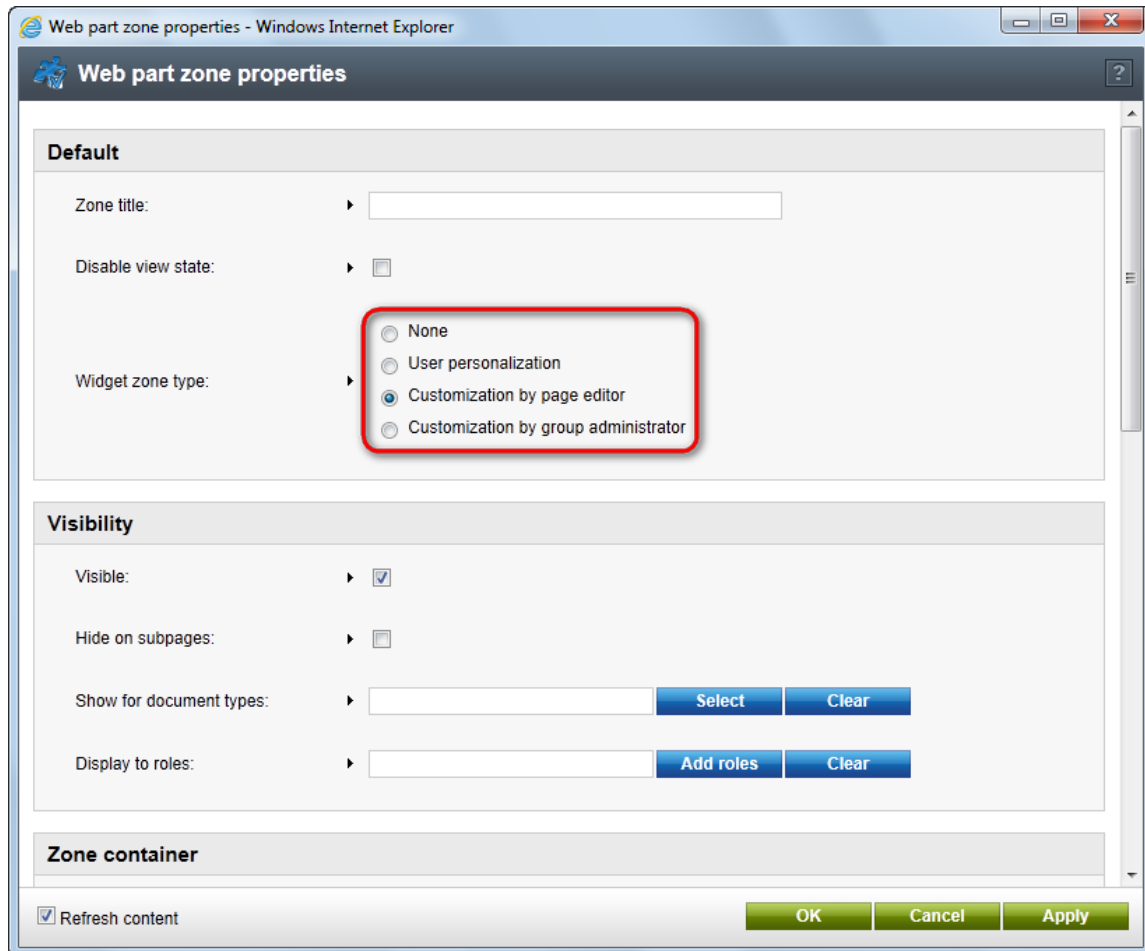 Web part zone properties - Windows Internet Explorer
Web part zone properties
?
Default
Zone title:
Disable view state:
Widget zone type:
None
User personalization
Customization by page editor
Customization by group administrator
Visibility
Visible:
Hide on subpages:
Show for document types: Select Clear
Display to roles: Add roles Clear
Zone container
Refresh content OK Cancel Apply